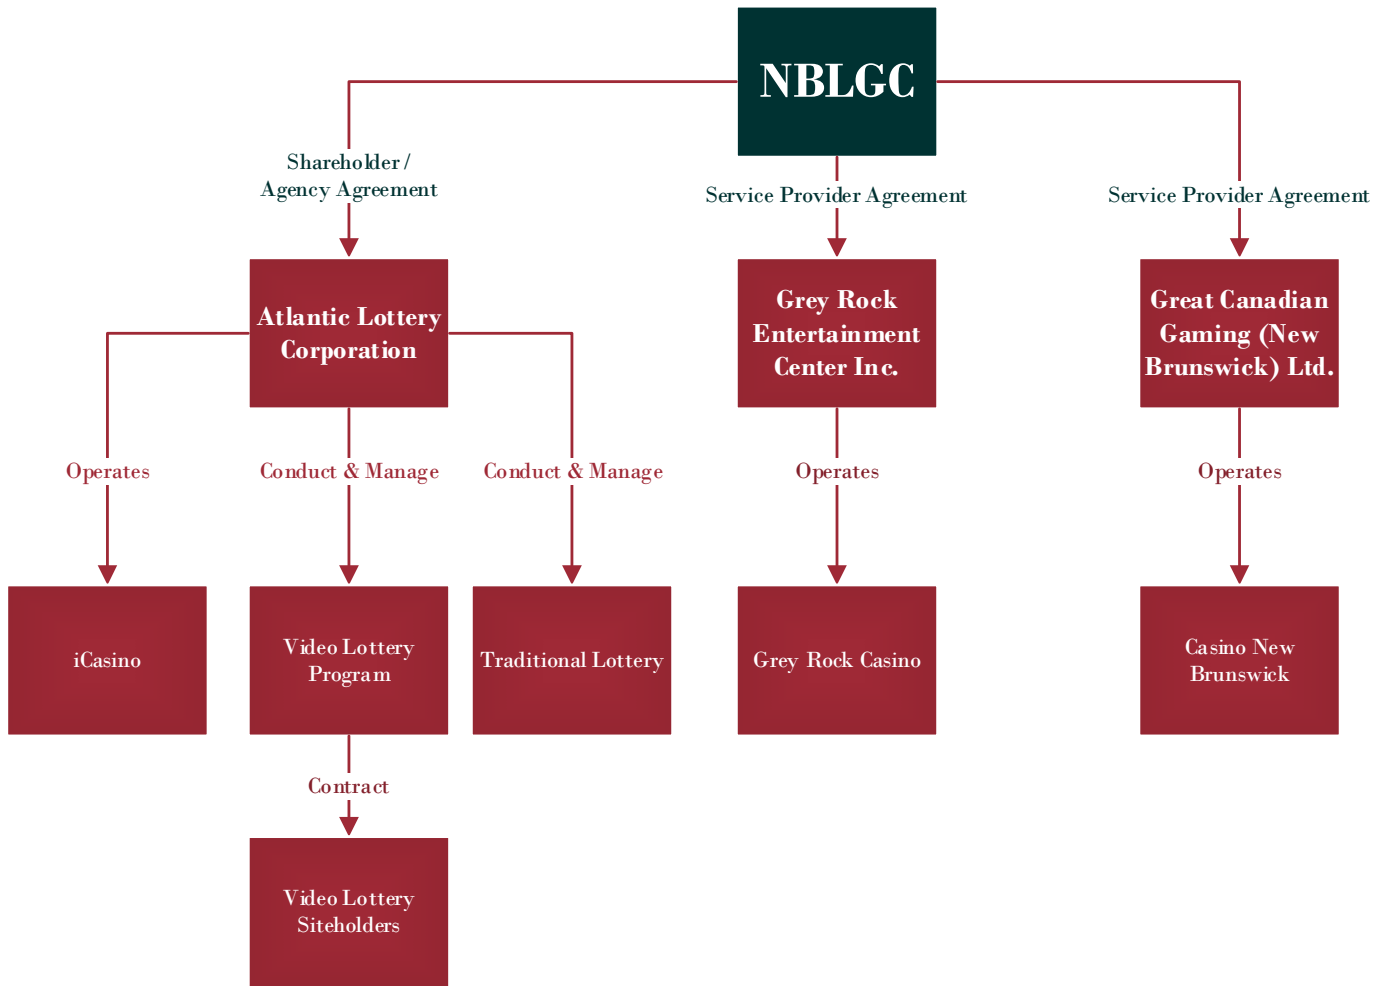 NBLGC
Shareholder /
Agency Agreement
Service Provider Agreement
Service Provider Agreement
Atlantic Lottery
Corporation
Grey Rock
Entertainment
Center Inc.
Great Canadian
Gaming (New
Brunswick) Ltd.
Operates
Conduct & Manage
Conduct & Manage
Operates
Operates
iCasino
Video Lottery
Program
Traditional Lottery
Grey Rock Casino
Casino New
Brunswick
Contract
Video Lottery
Siteholders